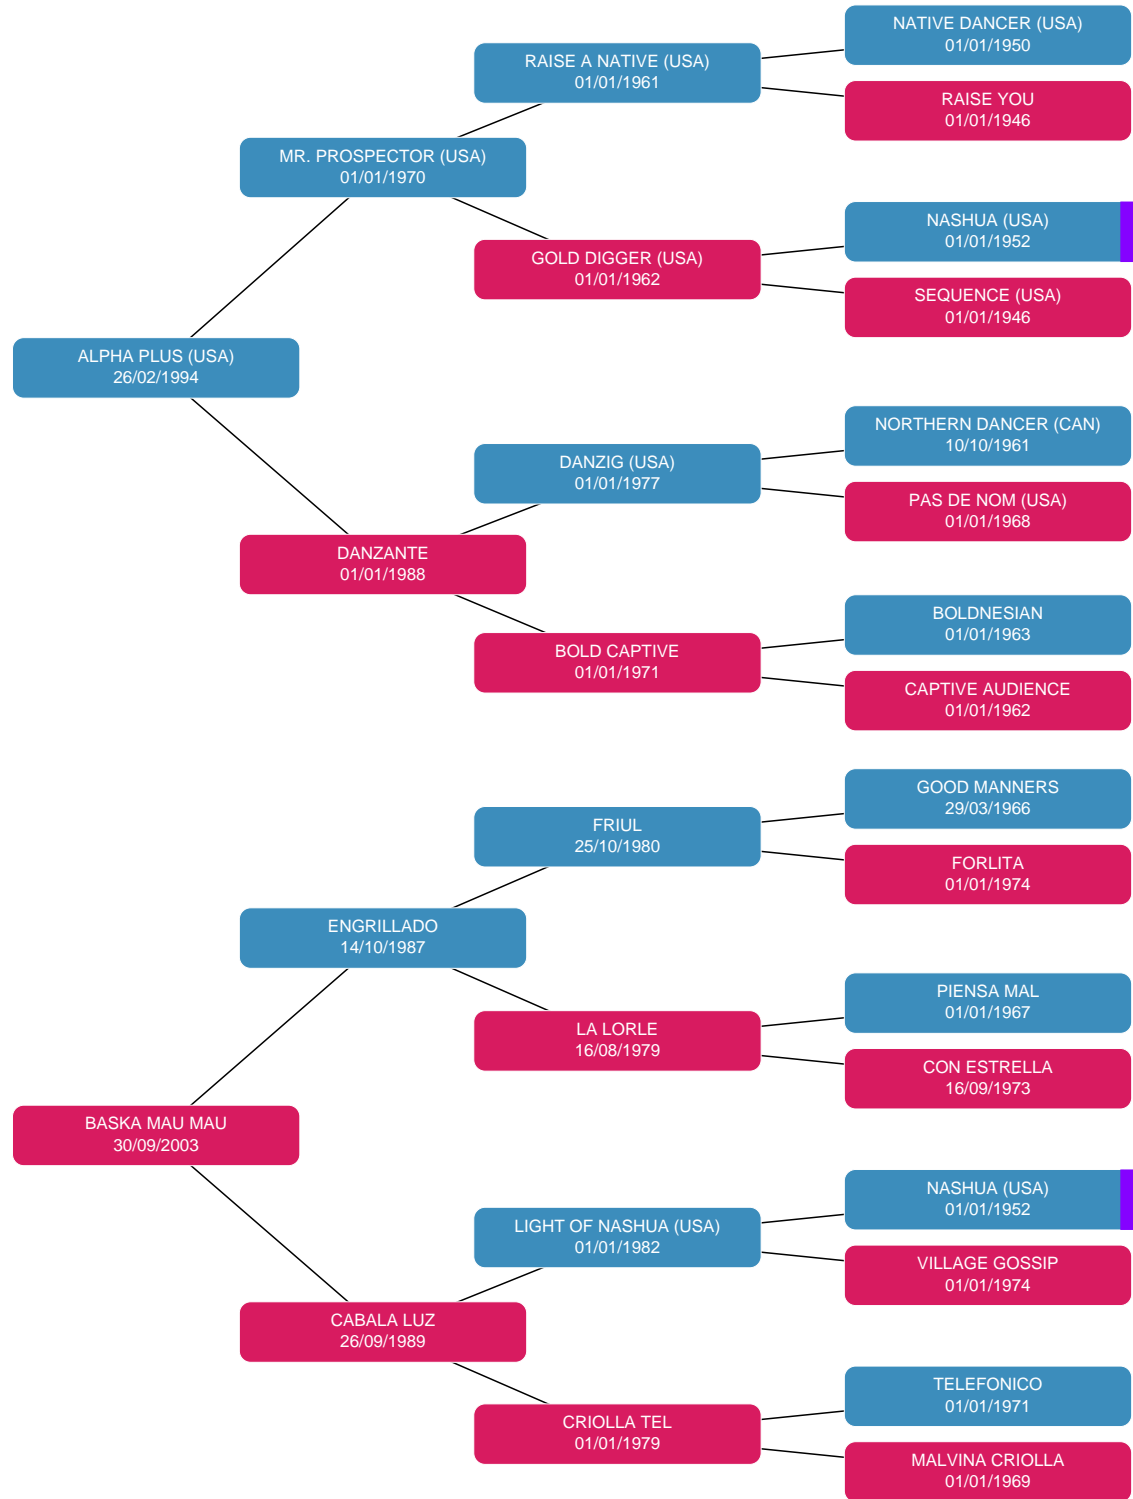 NATIVE DANCER (USA)
01/01/1950
RAISE A NATIVE (USA)
01/01/1961
RAISE YOU
01/01/1946
MR. PROSPECTOR (USA)
01/01/1970
NASHUA (USA)
01/01/1952
GOLD DIGGER (USA)
01/01/1962
SEQUENCE (USA)
01/01/1946
ALPHA PLUS (USA)
26/02/1994
NORTHERN DANCER (CAN)
10/10/1961
DANZIG (USA)
01/01/1977
PAS DE NOM (USA)
01/01/1968
DANZANTE
01/01/1988
BOLDNESIAN
01/01/1963
BOLD CAPTIVE
01/01/1971
CAPTIVE AUDIENCE
01/01/1962
GOOD MANNERS
29/03/1966
FRIUL
25/10/1980
FORLITA
01/01/1974
ENGRILLADO
14/10/1987
PIENSA MAL
01/01/1967
LA LORLE
16/08/1979
CON ESTRELLA
16/09/1973
BASKA MAU MAU
30/09/2003
NASHUA (USA)
01/01/1952
LIGHT OF NASHUA (USA)
01/01/1982
VILLAGE GOSSIP
01/01/1974
CABALA LUZ
26/09/1989
TELEFONICO
01/01/1971
CRIOLLA TEL
01/01/1979
MALVINA CRIOLLA
01/01/1969